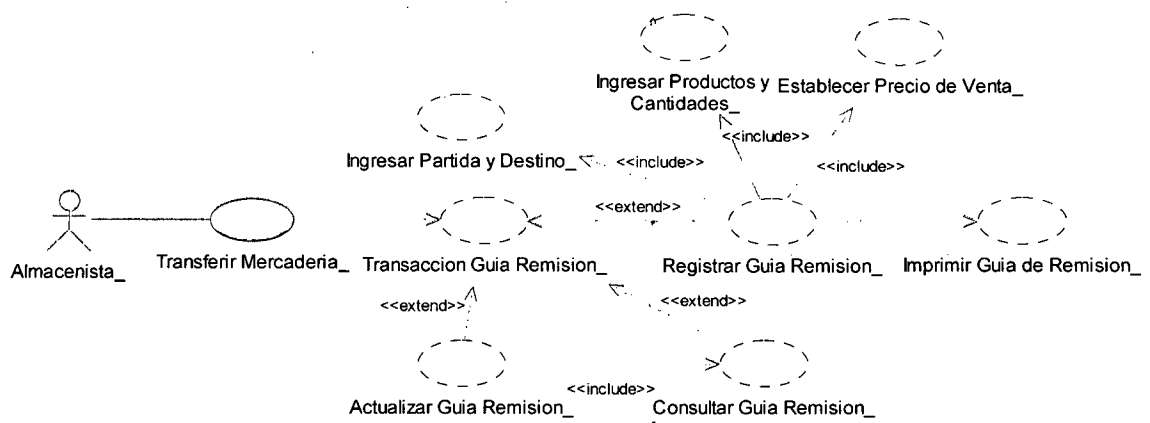 Ingresar Productos y
Cantidades_
Establecer Precio de Venta_
<<include>>
Ingresar Partida y Destino_
<<include>>
<<include>>
<<extend>>
Almacenista_
Transferir Mercaderia_
Transaccion Guia Remision_
Registrar Guia Remision_
Imprimir Guia de Remision_
<<extend>>
<<extend>>
<<include>>
Actualizar Guia Remision_
Consultar Guia Remision_